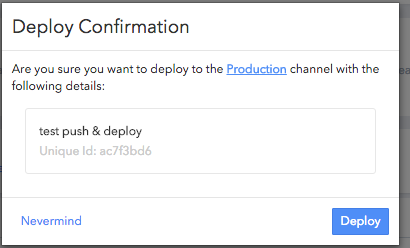 Deploy Confirmation
Are you sure you want to deploy to the Production channel with the
following details:
test push & deploy
Unique Id: ac7f3bd6
Nevermind
Deploy